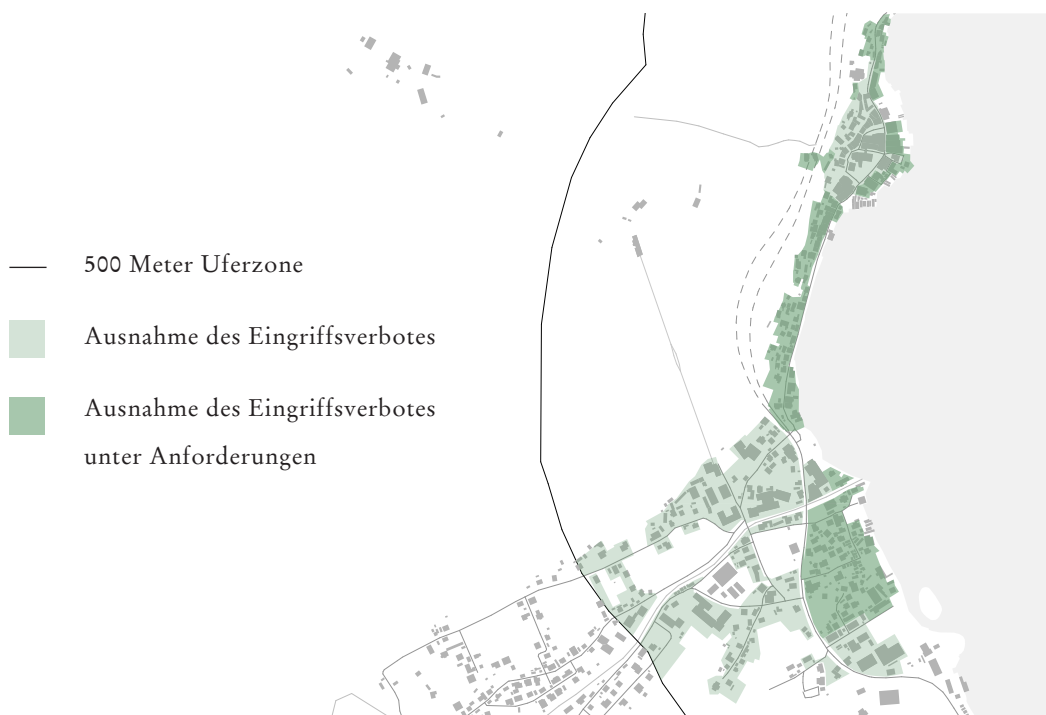 500 Meter Uferzone
Ausnahme des Eingriffsverbotes
Ausnahme des Eingriffsverbotes
unter Anforderungen